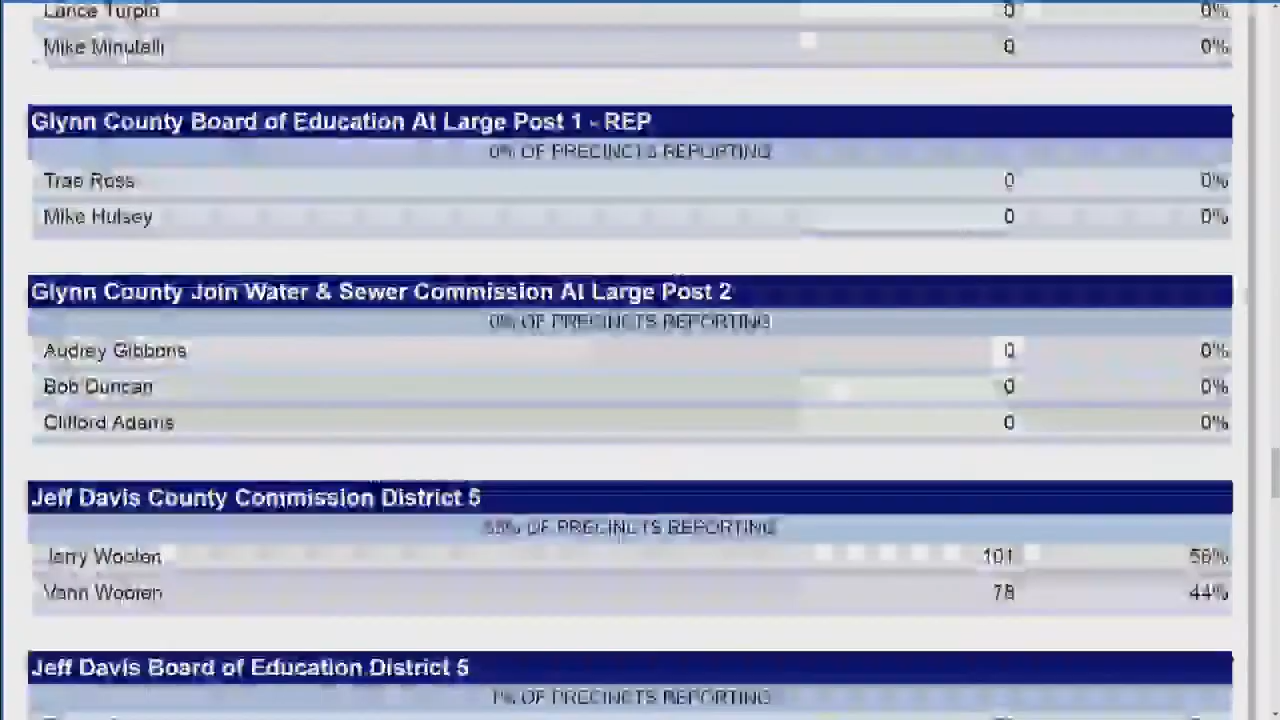 Lance Turpin 0 0%
Mike Minutelli 0 0%
Glynn County Board of Education At Large Post 1 - REP
0% OF PRECINCTS REPORTING
Trae Ross 0 0%
Mike Hulsey 0 0%
Glynn County Join Water & Sewer Commission At Large Post 2
0% OF PRECINCTS REPORTING
Audrey Gibbons 0 0%
Bob Duncan 0 0%
Clifford Adams 0 0%
Jeff Davis County Commission District 5
OF PRECINCTS REPORTING
Jerry Wooten 101 56%
Vann Wooten 78 44%
Jeff Davis Board of Education District 5
OF PRECINCTS REPORTING